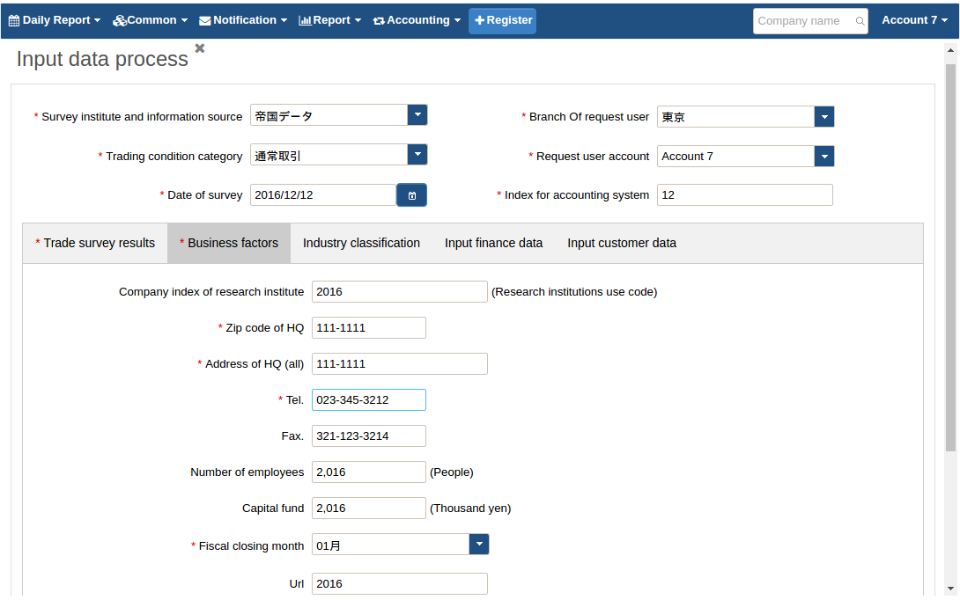 Daily Report Common Notification Report Accounting Register Company name Account 7
Input data process
* Survey institute and information source 帝国データ * Branch Of request user 東京
* Trading condition category 通常取引 * Request user account Account 7
* Date of survey 2016/12/12 * Index for accounting system 12
* Trade survey results * Business factors Industry classification Input finance data Input customer data
Company index of research institute 2016 (Research institutions use code)
* Zip code of HQ 111-1111
* Address of HQ (all) 111-1111
* Tel. 023-345-3212
Fax. 321-123-3214
Number of employees 2,016 (People)
Capital fund 2,016 (Thousand yen)
* Fiscal closing month 01月
Url 2016